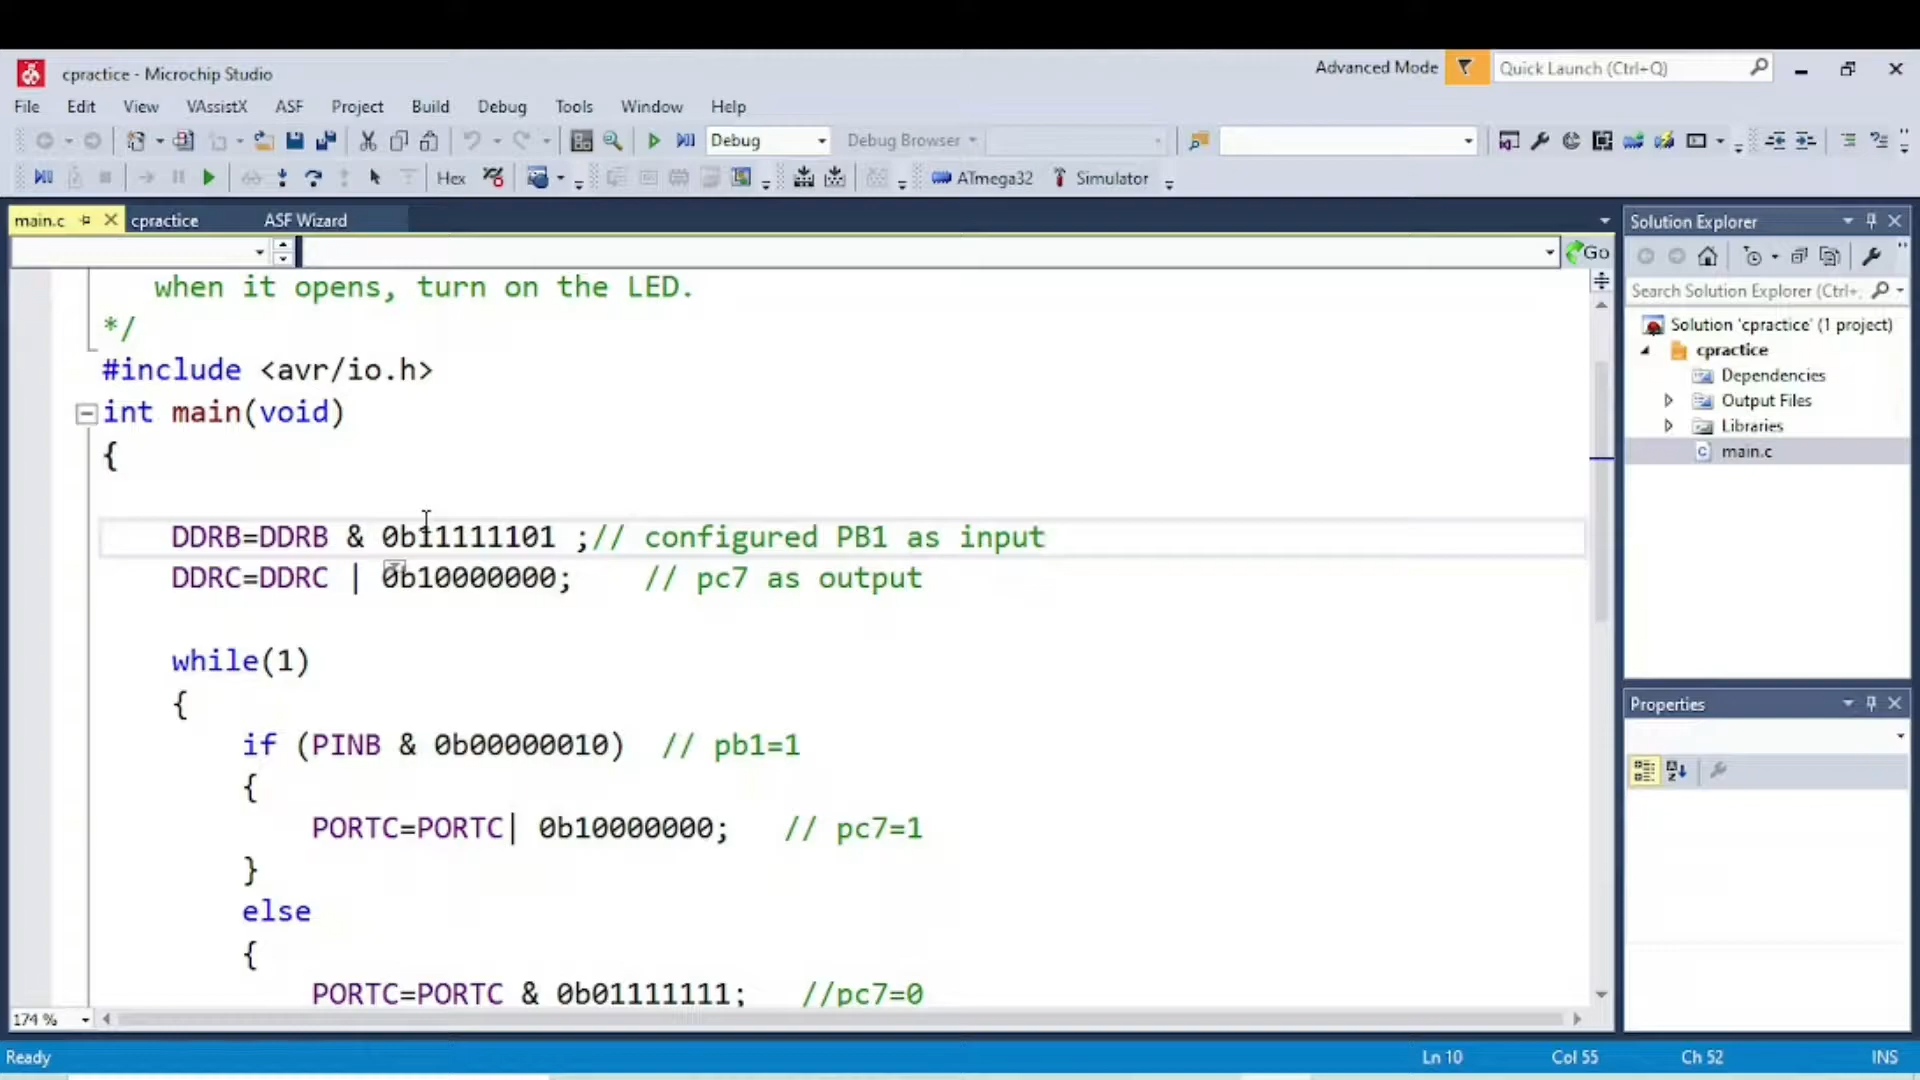 cpractice - Microchip Studio
Advanced Mode
Quick Launch (Ctrl+Q)
File Edit View VAssistX ASF Project Build Debug Tools Window Help
Debug
Debug Browser
Hex
ATmega32
Simulator
main.c
cpractice
ASF Wizard
Go
when it opens, turn on the LED.
*/
#include <avr/io.h>
int main(void)
{
DDRB=DDRB & 0b11111101 ;// configured PB1 as input
DDRC=DDRC | 0b10000000; // pc7 as output
while(1)
{
if (PINB & 0b00000010) // pb1=1
{
PORTC=PORTC| 0b10000000; // pc7=1
}
else
{
PORTC=PORTC & 0b01111111; //pc7=0
174 %
Solution Explorer
Search Solution Explorer (Ctrl+
Solution 'cpractice' (1 project)
cpractice
Dependencies
Output Files
Libraries
main.c
Properties
Ready
Ln 10
Col 55
Ch 52
INS